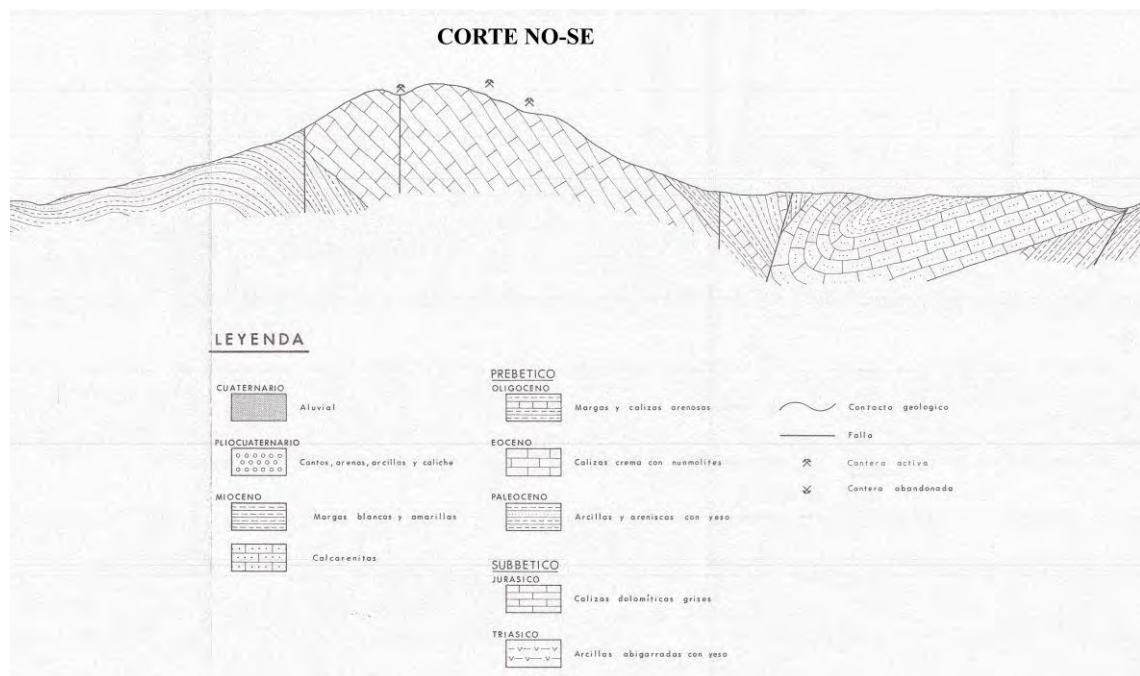 CORTE NO-SE
LEYENDA
CUATERNARIO
Aluvial
PLIOCUATERNARIO
Cantos, arenas, arcillas y caliche
MIOCENO
Margas blancas y amarillas
Calcarenitas
PREBETICO
OLIGOCENO
Margas y calizas arenosas
EOCENO
Calizas crema con nunmolites
PALEOCENO
Arcillas y areniscas con yeso
SUBBETICO
JURASICO
Calizas dolomíticas grises
TRIASICO
Arcillas abigarradas con yeso
Contacto geologico
Falla
Cantera activa
Cantera abandonada